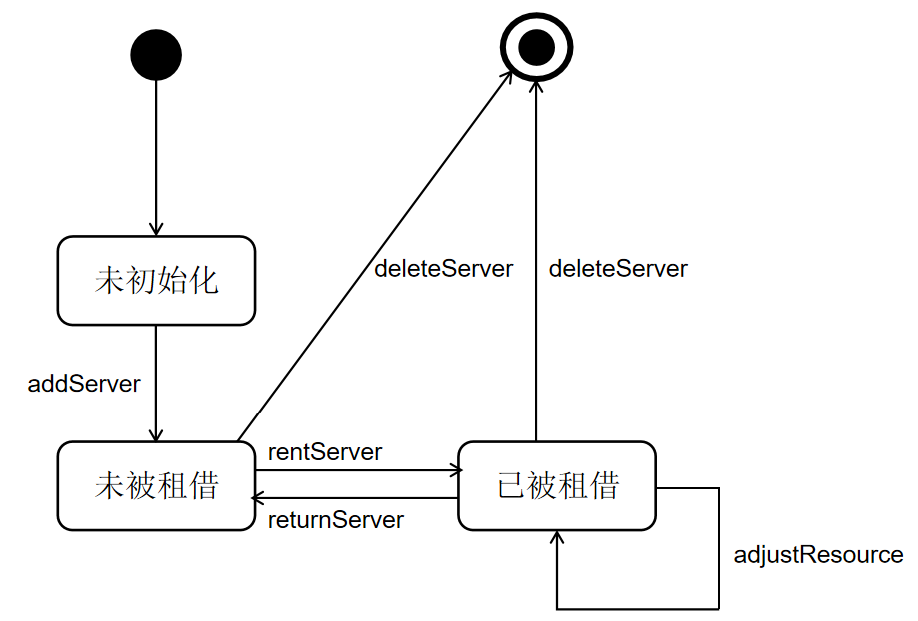 未初始化
deleteServer
deleteServer
addServer
未被租借
rentServer
returnServer
已被租借
adjustResource